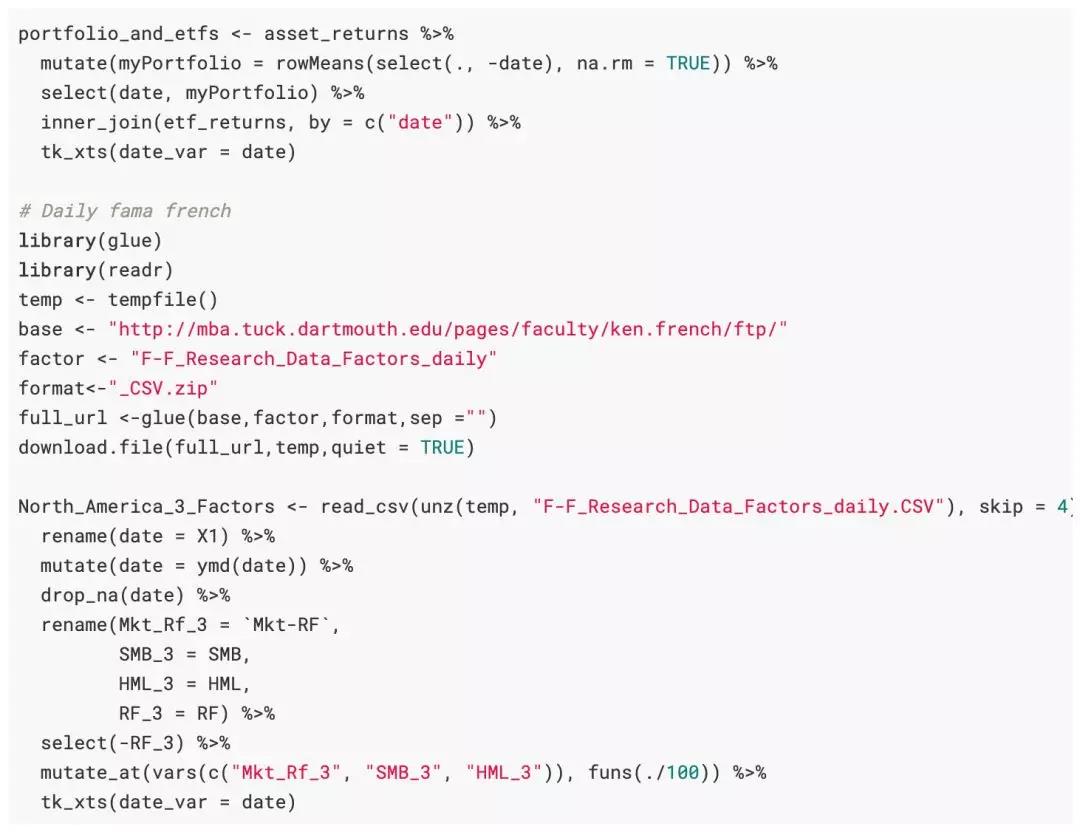 portfolio_and_etfs <- asset_returns %>%
  mutate(myPortfolio = rowMeans(select(., -date), na.rm = TRUE)) %>%
  select(date, myPortfolio) %>%
  inner_join(etf_returns, by = c("date")) %>%
  tk_xts(date_var = date)

# Daily fama french
library(glue)
library(readr)
temp <- tempfile()
base <- "http://mba.tuck.dartmouth.edu/pages/faculty/ken.french/ftp/"
factor <- "F-F_Research_Data_Factors_daily"
format<-"_CSV.zip"
full_url <-glue(base,factor,format,sep ="")
download.file(full_url,temp,quiet = TRUE)

North_America_3_Factors <- read_csv(unz(temp, "F-F_Research_Data_Factors_daily.CSV"), skip = 4)
  rename(date = X1) %>%
  mutate(date = ymd(date)) %>%
  drop_na(date) %>%
  rename(Mkt_Rf_3 = `Mkt-RF`,
         SMB_3 = SMB,
         HML_3 = HML,
         RF_3 = RF) %>%
  select(-RF_3) %>%
  mutate_at(vars(c("Mkt_Rf_3", "SMB_3", "HML_3")), funs(./100)) %>%
  tk_xts(date_var = date)